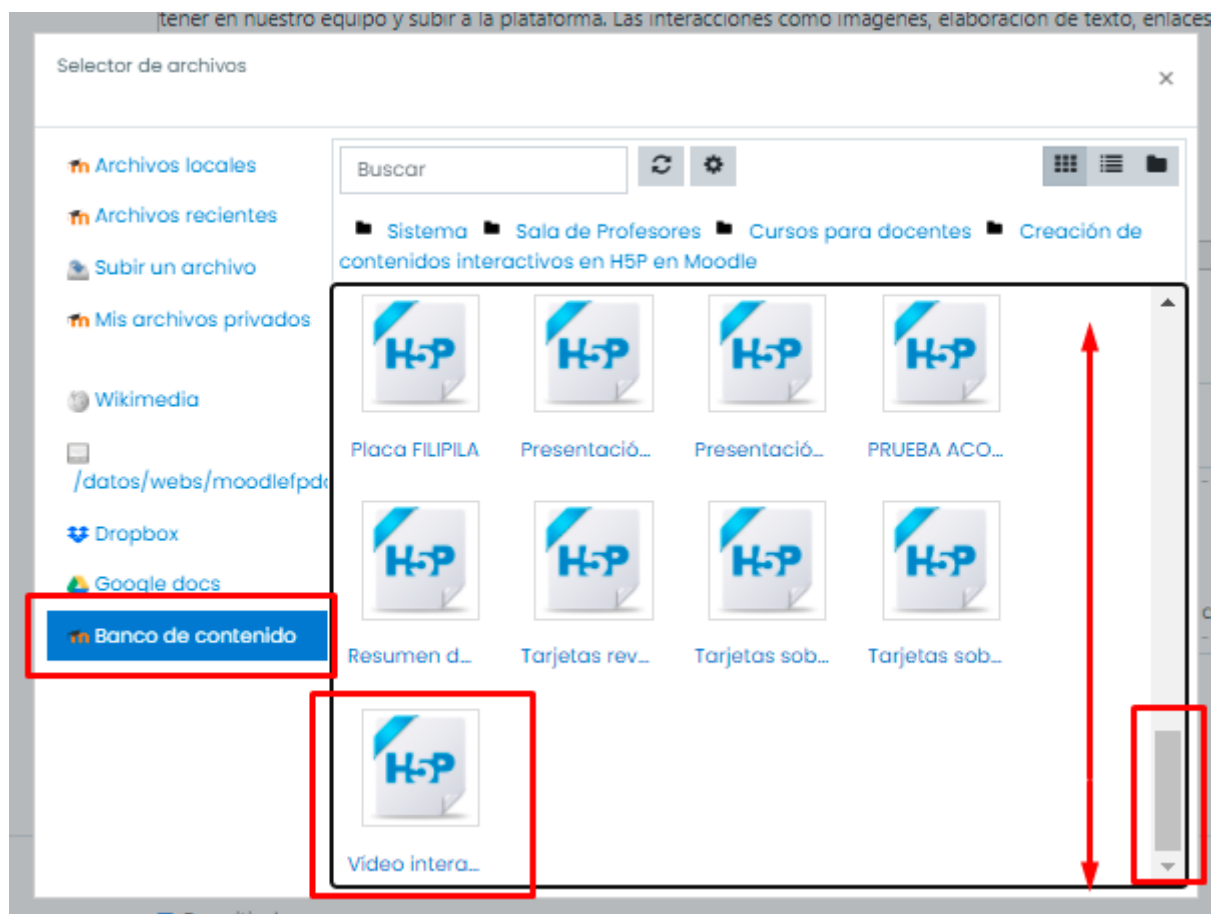 tener en nuestro equipo y subir a la plataforma. Las interacciones como imágenes, elaboración de texto, enlaces
Selector de archivos
×
Archivos locales
Archivos recientes
Subir un archivo
Mis archivos privados
Wikimedia
/datos/webs/moodlefpd
Dropbox
Google docs
Banco de contenido
Buscar
Sistema Sala de Profesores Cursos para docentes Creación de
contenidos interactivos en H5P en Moodle
H5P H5P H5P H5P
Placa FILIPILA Presentació... Presentació... PRUEBA ACO...
H5P H5P H5P H5P
Resumen d... Tarjetas rev... Tarjetas sob... Tarjetas sob...
H5P
Vídeo intera...